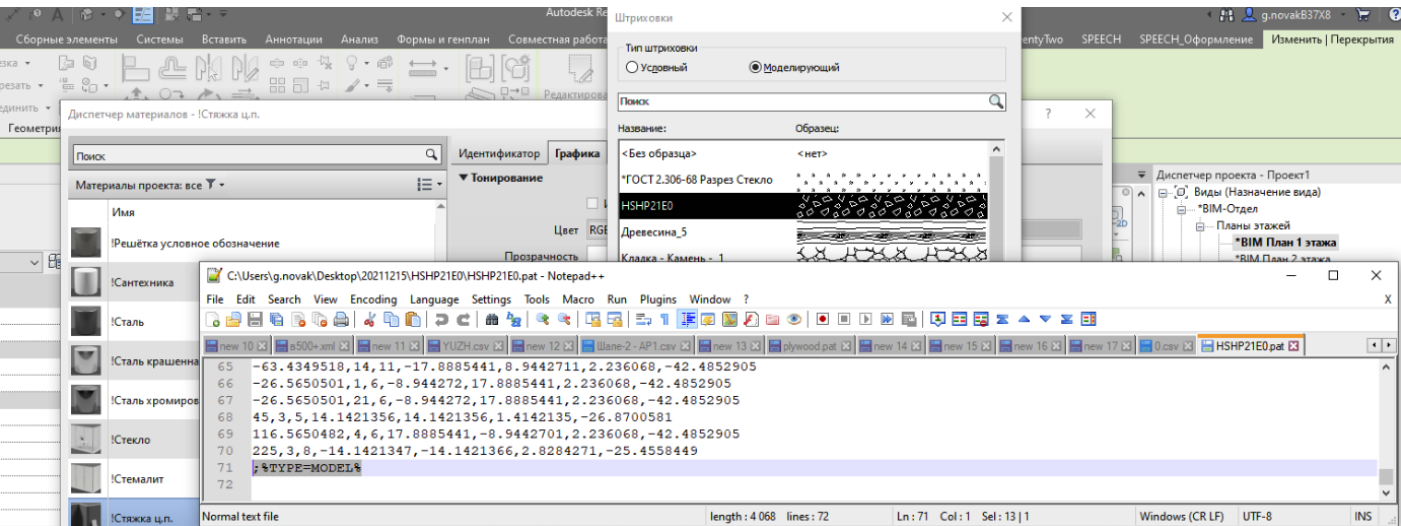 Autodesk Re
g.novakB37X8
Сборные элементы Системы Вставить Аннотации Анализ Формы и генплан Совместная работа
entyTwo SPEECH SPEECH_Оформление Изменить | Перекрытия
Редактирова
Геометри
Штриховки
Тип штриховки
Условный Моделирующий
Поиск
Название: Образец:
<Без образца> <нет>
*ГОСТ 2.306-68 Разрез Стекло
HSHP21E0
Древесина_5
Кладка - Камень - 1
Диспетчер материалов - !Стяжка ц.п.
Поиск
Идентификатор Графика
Материалы проекта: все
Тонирование
Имя
Цвет RGB
Прозрачность
!Решётка условное обозначение
!Сантехника
!Сталь
!Сталь крашенна
!Сталь хромиров
!Стекло
!Стемалит
!Стяжка ц.п.
Диспетчер проекта - Проект1
Виды (Назначение вида)
*BIM-Отдел
Планы этажей
*BIM План 1 этажа
*BIM План 2 этажа
C:\Users\g.novak\Desktop\20211215\HSHP21E0\HSHP21E0.pat - Notepad++
File Edit Search View Encoding Language Settings Tools Macro Run Plugins Window ?
X
new 10 в500+.xml new 11 YUZH.csv new 12 Шале-2 - АР1.csv new 13 plywood.pat new 14 new 15 new 16 new 17 0.csv HSHP21E0.pat
65 -63.4349518,14,11,-17.8885441,8.9442711,2.236068,-42.4852905
66 -26.5650501,1,6,-8.944272,17.8885441,2.236068,-42.4852905
67 -26.5650501,21,6,-8.944272,17.8885441,2.236068,-42.4852905
68 45,3,5,14.1421356,14.1421356,1.4142135,-26.8700581
69 116.5650482,4,6,17.8885441,-8.9442701,2.236068,-42.4852905
70 225,3,8,-14.1421347,-14.1421366,2.8284271,-25.4558449
71 ;%TYPE=MODEL%
72
Normal text file length : 4 068 lines : 72 Ln : 71 Col : 1 Sel : 13 | 1 Windows (CR LF) UTF-8 INS